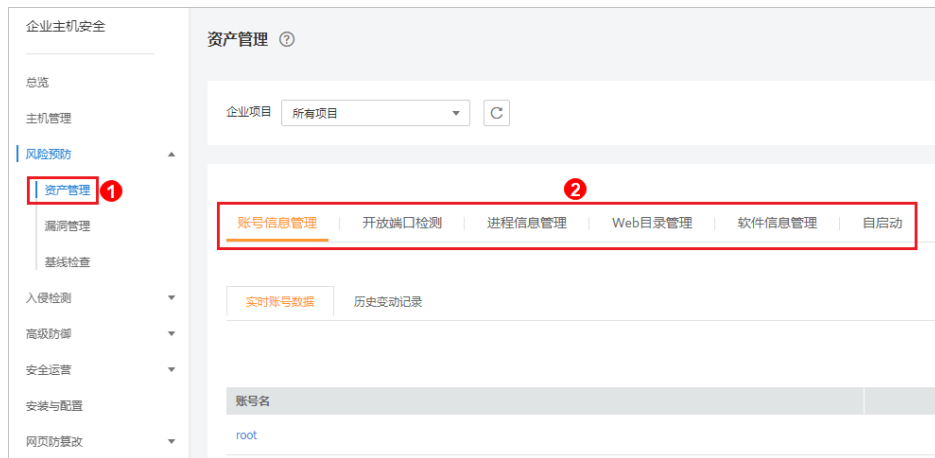 企业主机安全
总览
主机管理
风险预防
资产管理
1
漏洞管理
基线检查
入侵检测
高级防御
安全运营
安装与配置
网页防篡改
资产管理 ?
企业项目 所有项目
2
账号信息管理 开放端口检测 进程信息管理 Web目录管理 软件信息管理 自启动
实时账号数据 历史变动记录
账号名
root